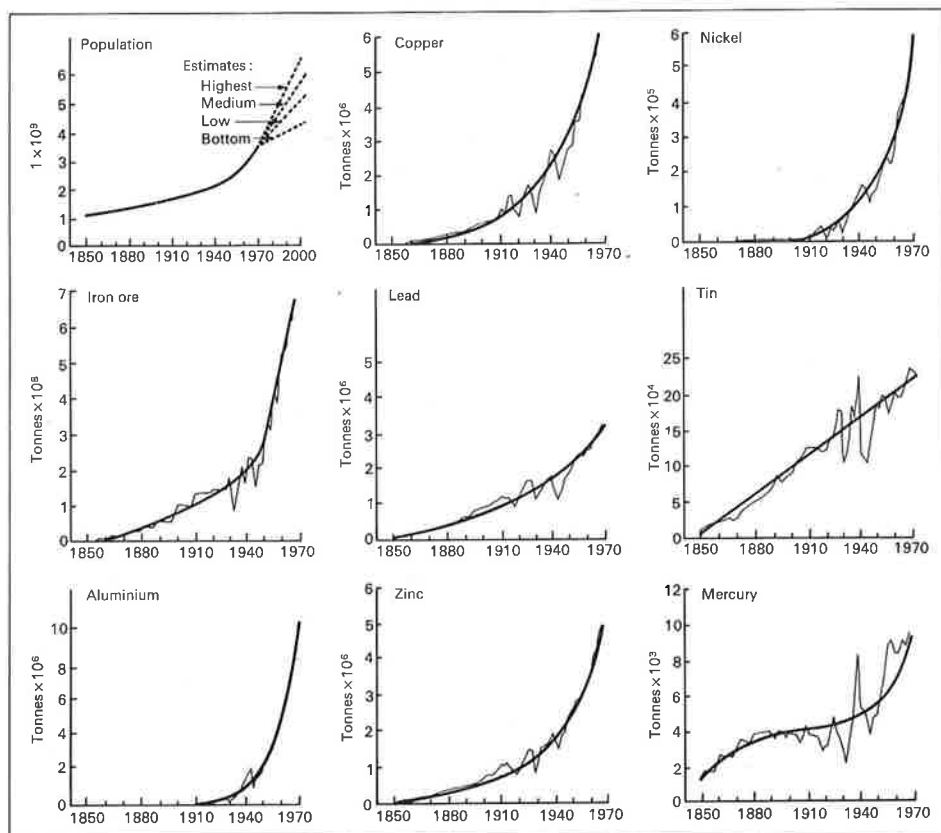 Population
Estimates:
Highest
Medium
Low
Bottom
1 × 10⁹
6
5
4
3
2
1
0
1850 1880 1910 1940 1970 2000
Copper
Tonnes × 10⁶
6
5
4
3
2
1
0
1850 1880 1910 1940 1970
Nickel
Tonnes × 10⁵
6
5
4
3
2
1
0
1850 1880 1910 1940 1970
Iron ore
Tonnes × 10⁸
7
6
5
4
3
2
1
0
1850 1880 1910 1940 1970
Lead
Tonnes × 10⁶
5
4
3
2
1
0
1850 1880 1910 1940 1970
Tin
Tonnes × 10⁴
25
20
15
10
5
0
1850 1880 1910 1940 1970
Aluminium
Tonnes × 10⁶
10
8
6
4
2
0
1850 1880 1910 1940 1970
Zinc
Tonnes × 10⁶
6
5
4
3
2
1
0
1850 1880 1910 1940 1970
Mercury
Tonnes × 10³
12
10
8
6
4
2
0
1850 1880 1910 1940 1970